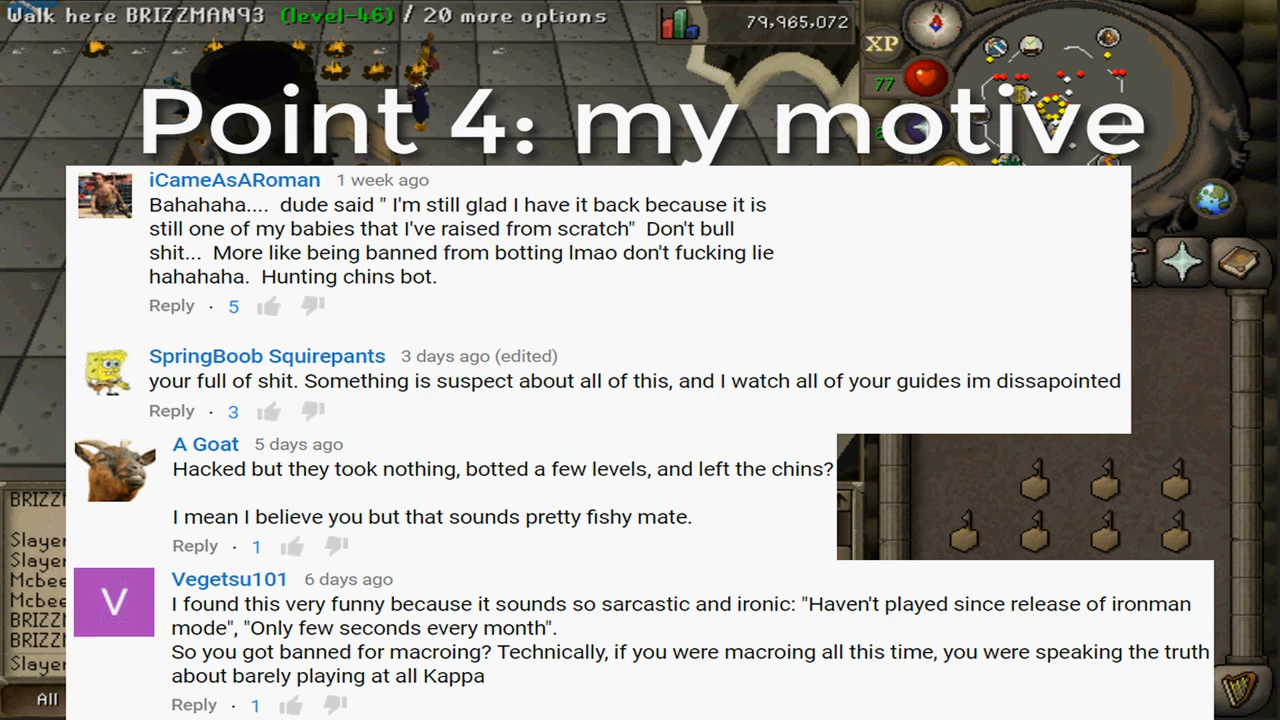 Walk here BRIZZMAN93 (level-46) / 20 more options
79,965,072
XP
77
Point 4: my motive
iCameAsARoman 1 week ago
Bahahaha.... dude said " I'm still glad I have it back because it is
still one of my babies that I've raised from scratch" Don't bull
shit... More like being banned from botting lmao don't fucking lie
hahahaha. Hunting chins bot.
Reply · 5
SpringBoob Squirepants 3 days ago (edited)
your full of shit. Something is suspect about all of this, and I watch all of your guides im dissapointed
Reply · 3
A Goat 5 days ago
Hacked but they took nothing, botted a few levels, and left the chins?
I mean I believe you but that sounds pretty fishy mate.
Reply · 1
V
Vegetsu101 6 days ago
I found this very funny because it sounds so sarcastic and ironic: "Haven't played since release of ironman
mode", "Only few seconds every month".
So you got banned for macroing? Technically, if you were macroing all this time, you were speaking the truth
about barely playing at all Kappa
Reply · 1
BRIZZ
Slayer
Slayer
Mcbee
Mcbee
BRIZZ
BRIZZ
Slayer
All